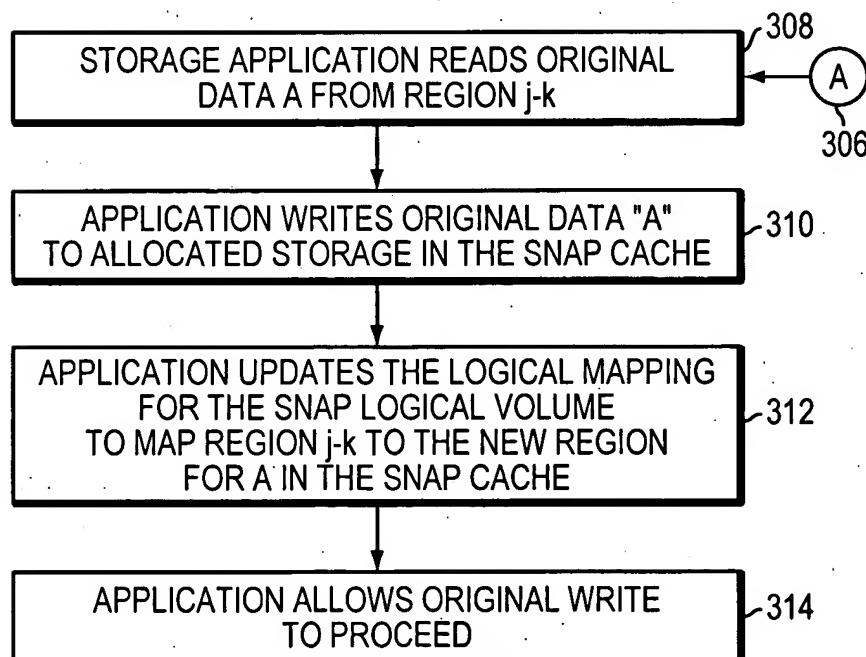 308
STORAGE APPLICATION READS ORIGINAL
DATA A FROM REGION j-k
A
306
APPLICATION WRITES ORIGINAL DATA "A"
TO ALLOCATED STORAGE IN THE SNAP CACHE
310
APPLICATION UPDATES THE LOGICAL MAPPING
FOR THE SNAP LOGICAL VOLUME
TO MAP REGION j-k TO THE NEW REGION
FOR A IN THE SNAP CACHE
312
APPLICATION ALLOWS ORIGINAL WRITE
TO PROCEED
314